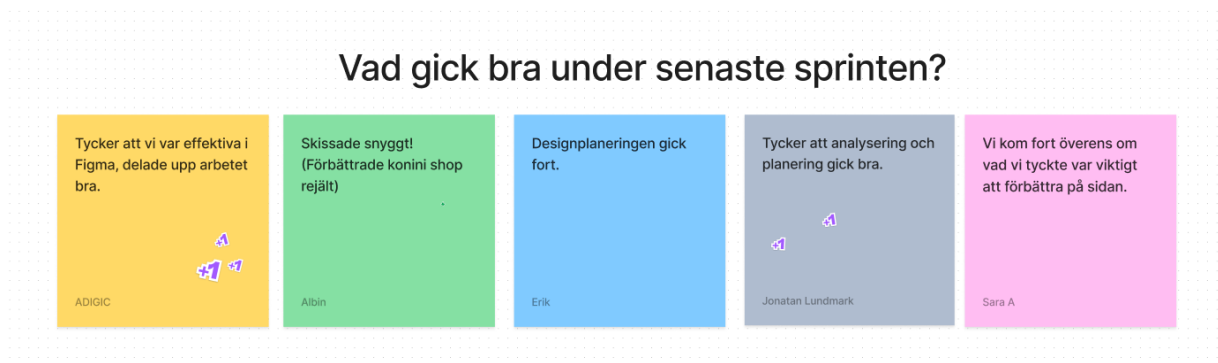 Vad gick bra under senaste sprinten?
Tycker att vi var effektiva i
Figma, delade upp arbetet
bra.
+1
+1
+1
ADIGIC
Skissade snyggt!
(Förbättrade konini shop
rejält)
Albin
Designplaneringen gick
fort.
Erik
Tycker att analysering och
planering gick bra.
+1
+1
Jonatan Lundmark
Vi kom fort överens om
vad vi tyckte var viktigt
att förbättra på sidan.
Sara A